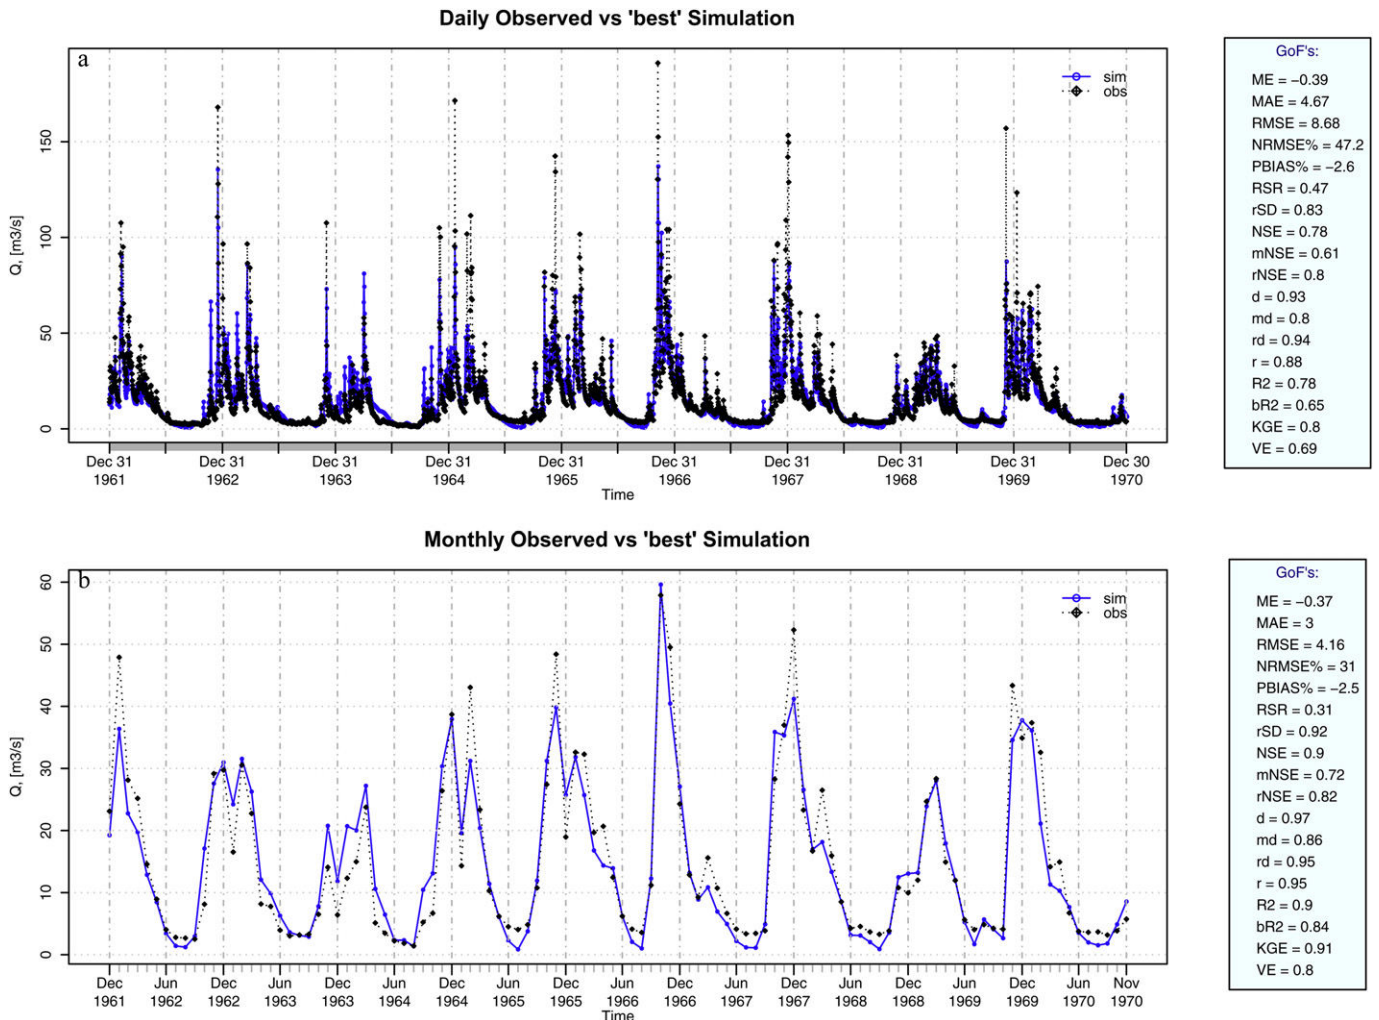 Daily Observed vs 'best' Simulation
a
sim
obs
Q, [m3/s]
0
50
100
150
Dec 31 Dec 31 Dec 31 Dec 31 Dec 31 Dec 31 Dec 31 Dec 31 Dec 31 Dec 30
1961 1962 1963 1964 1965 1966 1967 1968 1969 1970
Time
GoF's:
ME = −0.39
MAE = 4.67
RMSE = 8.68
NRMSE% = 47.2
PBIAS% = −2.6
RSR = 0.47
rSD = 0.83
NSE = 0.78
mNSE = 0.61
rNSE = 0.8
d = 0.93
md = 0.8
rd = 0.94
r = 0.88
R2 = 0.78
bR2 = 0.65
KGE = 0.8
VE = 0.69
Monthly Observed vs 'best' Simulation
b
sim
obs
Q, [m3/s]
0
10
20
30
40
50
60
Dec Jun Dec Jun Dec Jun Dec Jun Dec Jun Dec Jun Dec Jun Dec Jun Dec Jun Nov
1961 1962 1962 1963 1963 1964 1964 1965 1965 1966 1966 1967 1967 1968 1968 1969 1969 1970 1970
Time
GoF's:
ME = −0.37
MAE = 3
RMSE = 4.16
NRMSE% = 31
PBIAS% = −2.5
RSR = 0.31
rSD = 0.92
NSE = 0.9
mNSE = 0.72
rNSE = 0.82
d = 0.97
md = 0.86
rd = 0.95
r = 0.95
R2 = 0.9
bR2 = 0.84
KGE = 0.91
VE = 0.8